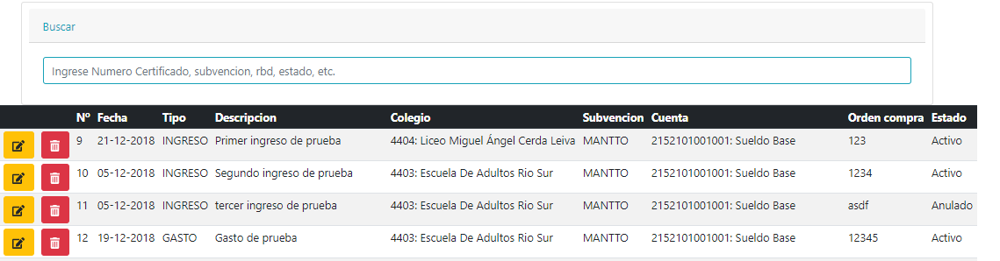 Buscar
Ingrese Numero Certificado, subvencion, rbd, estado, etc.
Nº Fecha Tipo Descripcion Colegio Subvencion Cuenta Orden compra Estado
9 21-12-2018 INGRESO Primer ingreso de prueba 4404: Liceo Miguel Ángel Cerda Leiva MANTTO 2152101001001: Sueldo Base 123 Activo
10 05-12-2018 INGRESO Segundo ingreso de prueba 4403: Escuela De Adultos Rio Sur MANTTO 2152101001001: Sueldo Base 1234 Activo
11 05-12-2018 INGRESO tercer ingreso de prueba 4403: Escuela De Adultos Rio Sur MANTTO 2152101001001: Sueldo Base asdf Anulado
12 19-12-2018 GASTO Gasto de prueba 4403: Escuela De Adultos Rio Sur MANTTO 2152101001001: Sueldo Base 12345 Activo